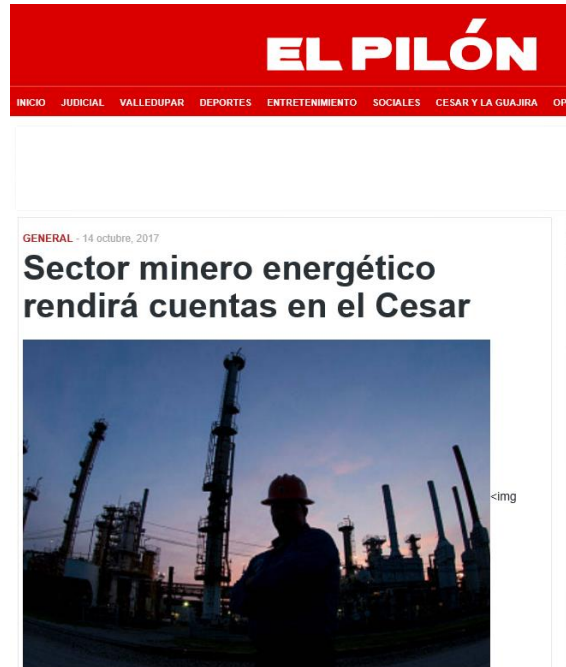 EL PILÓN
INICIO JUDICIAL VALLEDUPAR DEPORTES ENTRETENIMIENTO SOCIALES CESAR Y LA GUAJIRA OP
GENERAL - 14 octubre, 2017
Sector minero energético
rendirá cuentas en el Cesar
<img